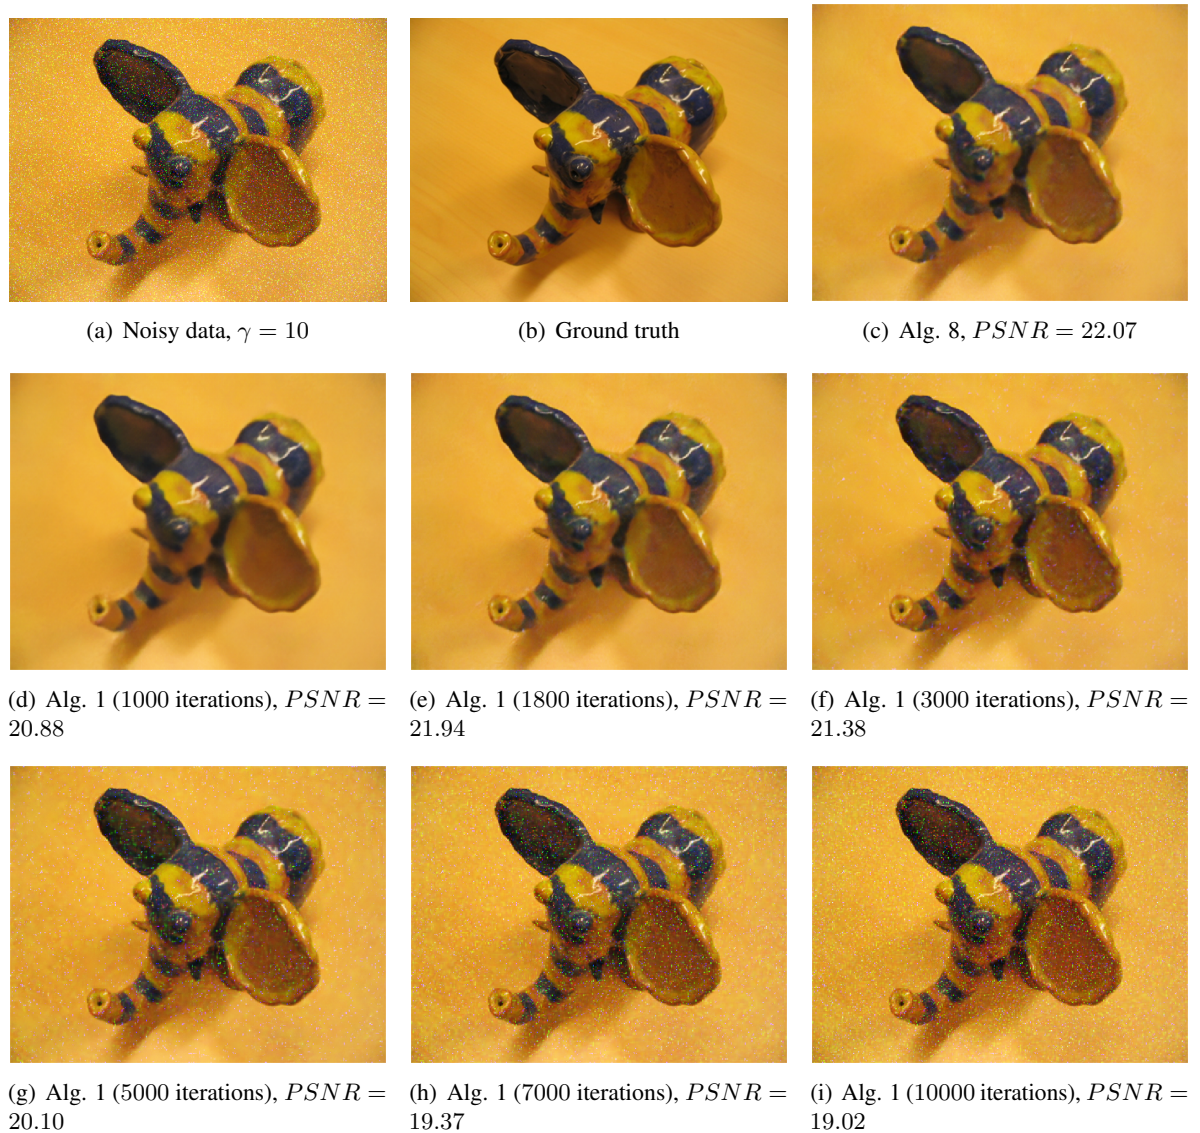 (a) Noisy data, γ = 10
(b) Ground truth
(c) Alg. 8, PSNR = 22.07
(d) Alg. 1 (1000 iterations), PSNR =
20.88
(e) Alg. 1 (1800 iterations), PSNR =
21.94
(f) Alg. 1 (3000 iterations), PSNR =
21.38
(g) Alg. 1 (5000 iterations), PSNR =
20.10
(h) Alg. 1 (7000 iterations), PSNR =
19.37
(i) Alg. 1 (10000 iterations), PSNR =
19.02